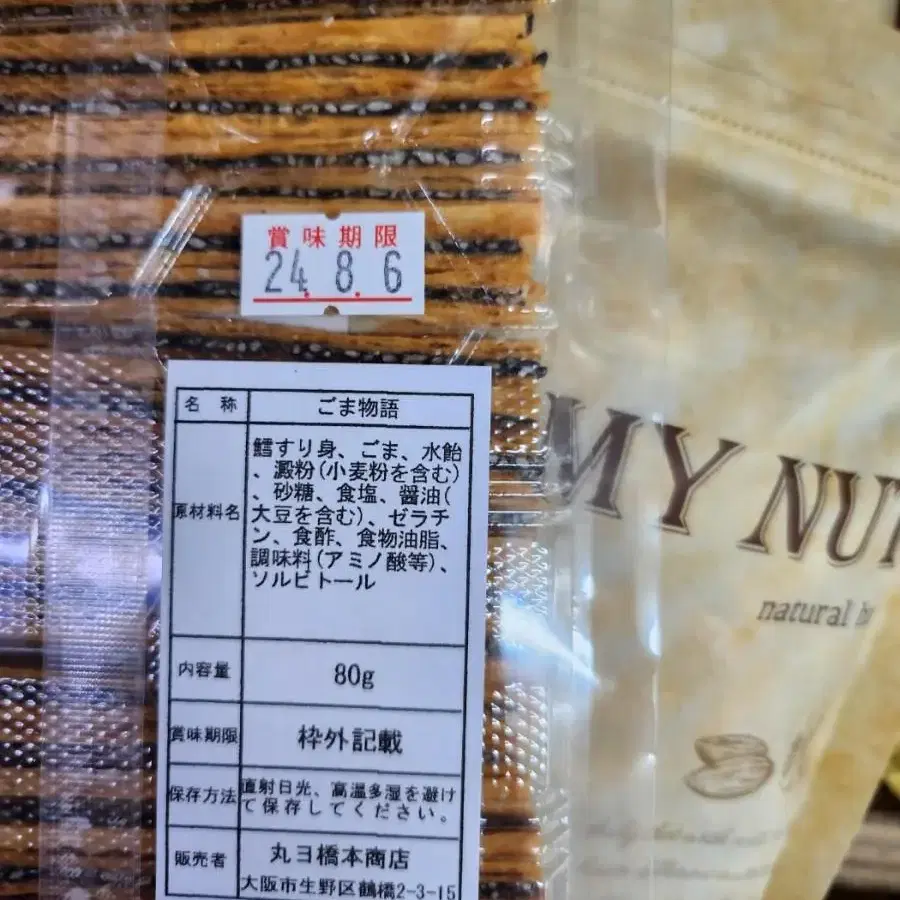 賞味期限
24.8.6
名 称 ごま物語
原材料名
鱈すり身、ごま、水飴
、澱粉(小麦粉を含む)
、砂糖、食塩、醤油(
大豆を含む)、ゼラチ
ン、食酢、食物油脂、
調味料(アミノ酸等)、
ソルビトール
内容量 80g
賞味期限 枠外記載
保存方法
直射日光、高温多湿を避け
て保存してください。
販売者
丸ヨ橋本商店
大阪市生野区鶴橋2-3-15
MY NU
natural